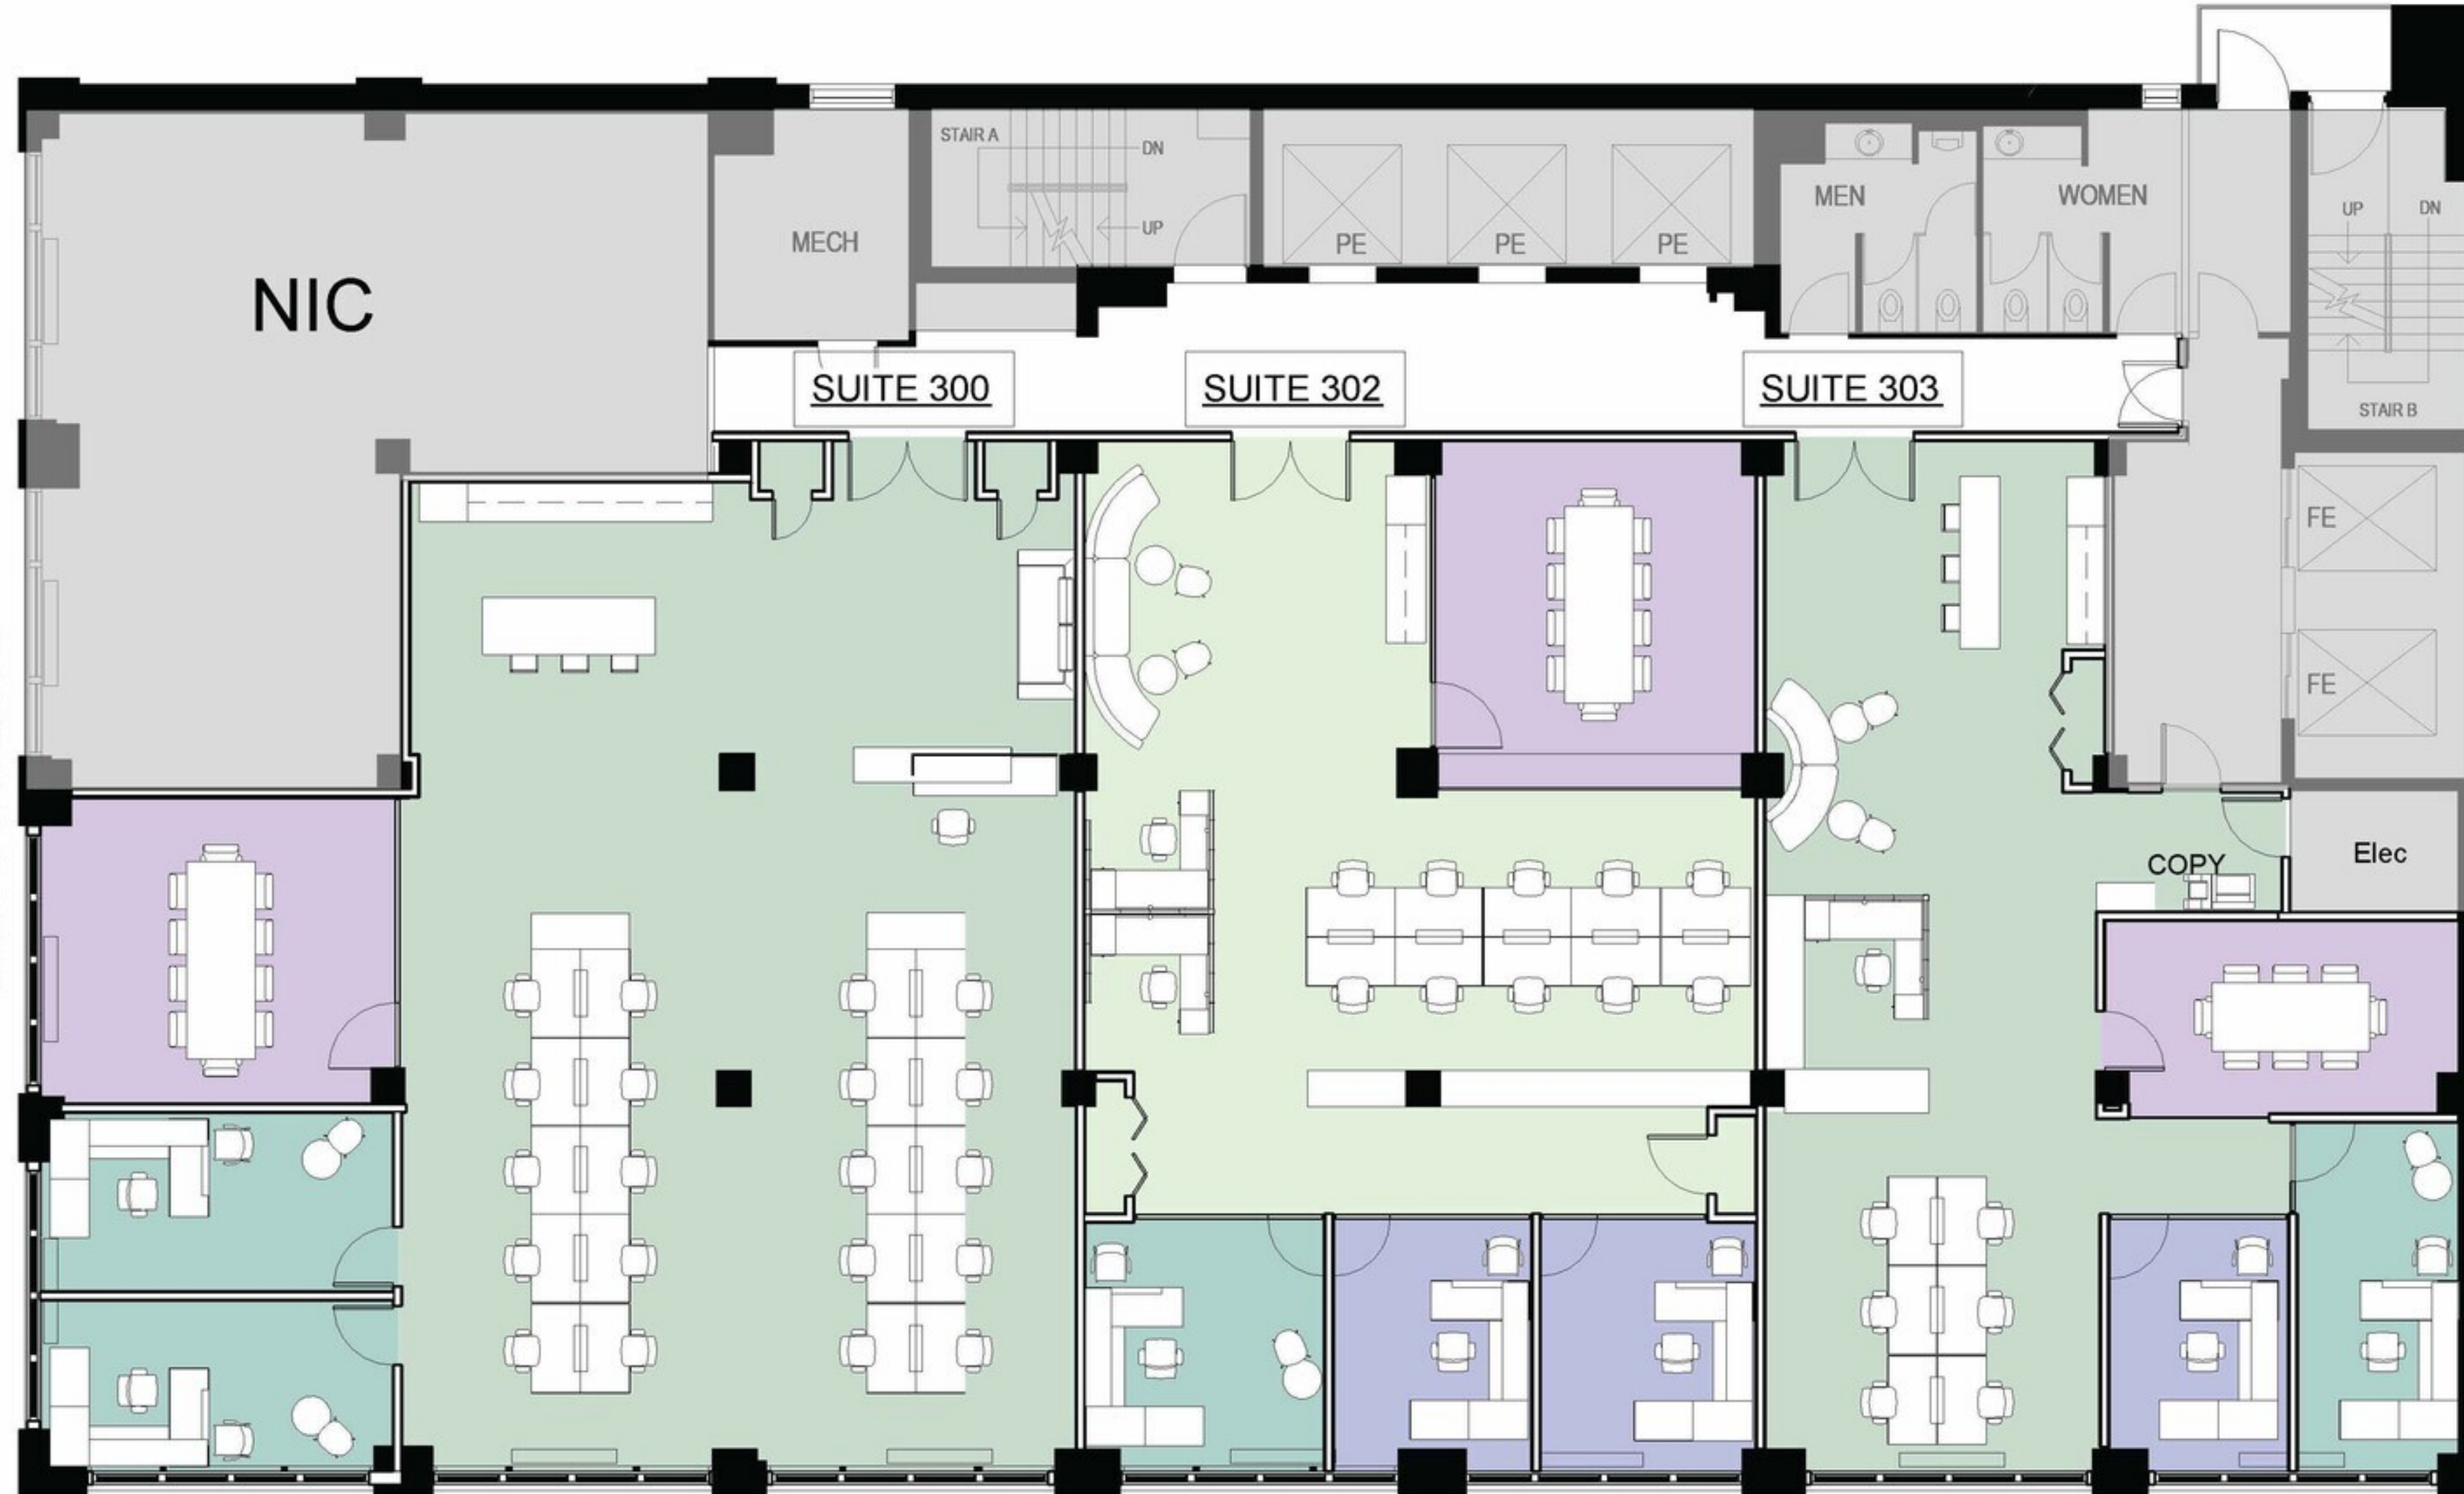 STAIR A
DN
UP
MECH
NIC
PE
PE
PE
MEN
WOMEN
UP
DN
STAIR B
SUITE 300
SUITE 302
SUITE 303
FE
FE
COPY
Elec